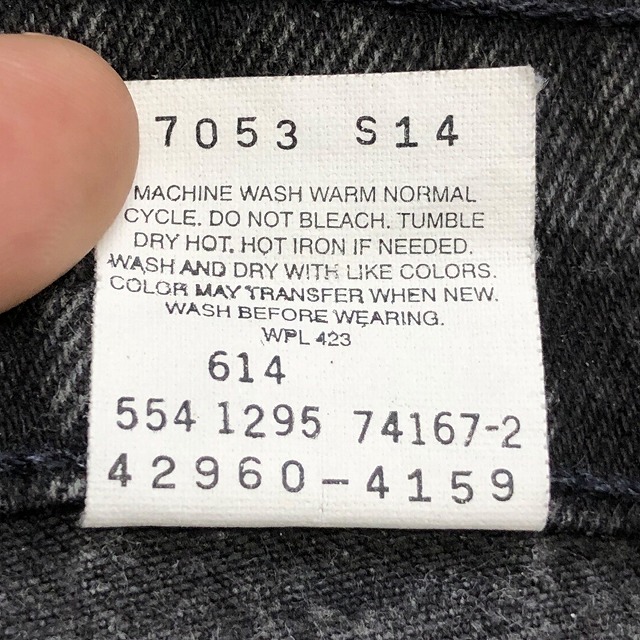 7053 S14
MACHINE WASH WARM NORMAL
CYCLE. DO NOT BLEACH. TUMBLE
DRY HOT. HOT IRON IF NEEDED.
WASH AND DRY WITH LIKE COLORS.
COLOR MAY TRANSFER WHEN NEW.
WASH BEFORE WEARING.
WPL 423
614
554 1295 74167-2
42960-4159